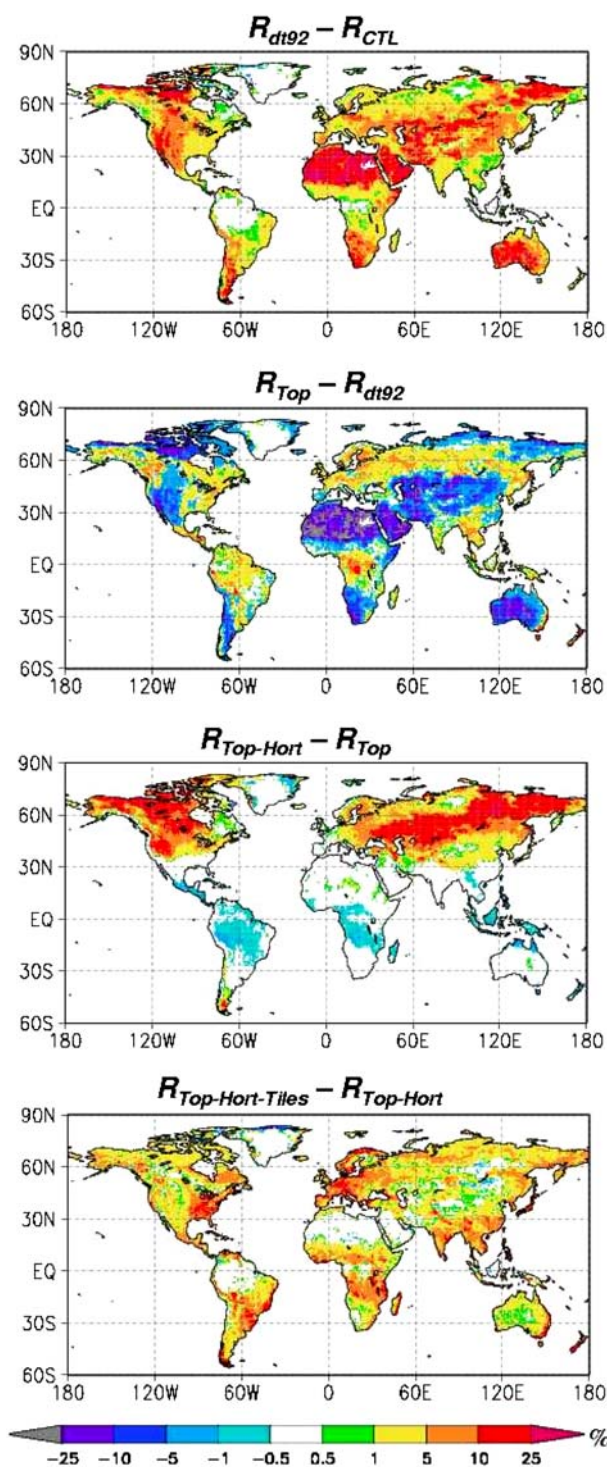 R_dt92 − R_CTL
90N
60N
30N
EQ
30S
60S
180 120W 60W 0 60E 120E 180
R_Top − R_dt92
90N
60N
30N
EQ
30S
60S
180 120W 60W 0 60E 120E 180
R_Top-Hort − R_Top
90N
60N
30N
EQ
30S
60S
180 120W 60W 0 60E 120E 180
R_Top-Hort-Tiles − R_Top-Hort
90N
60N
30N
EQ
30S
60S
180 120W 60W 0 60E 120E 180
%
−25 −10 −5 −1 −0.5 0.5 1 5 10 25